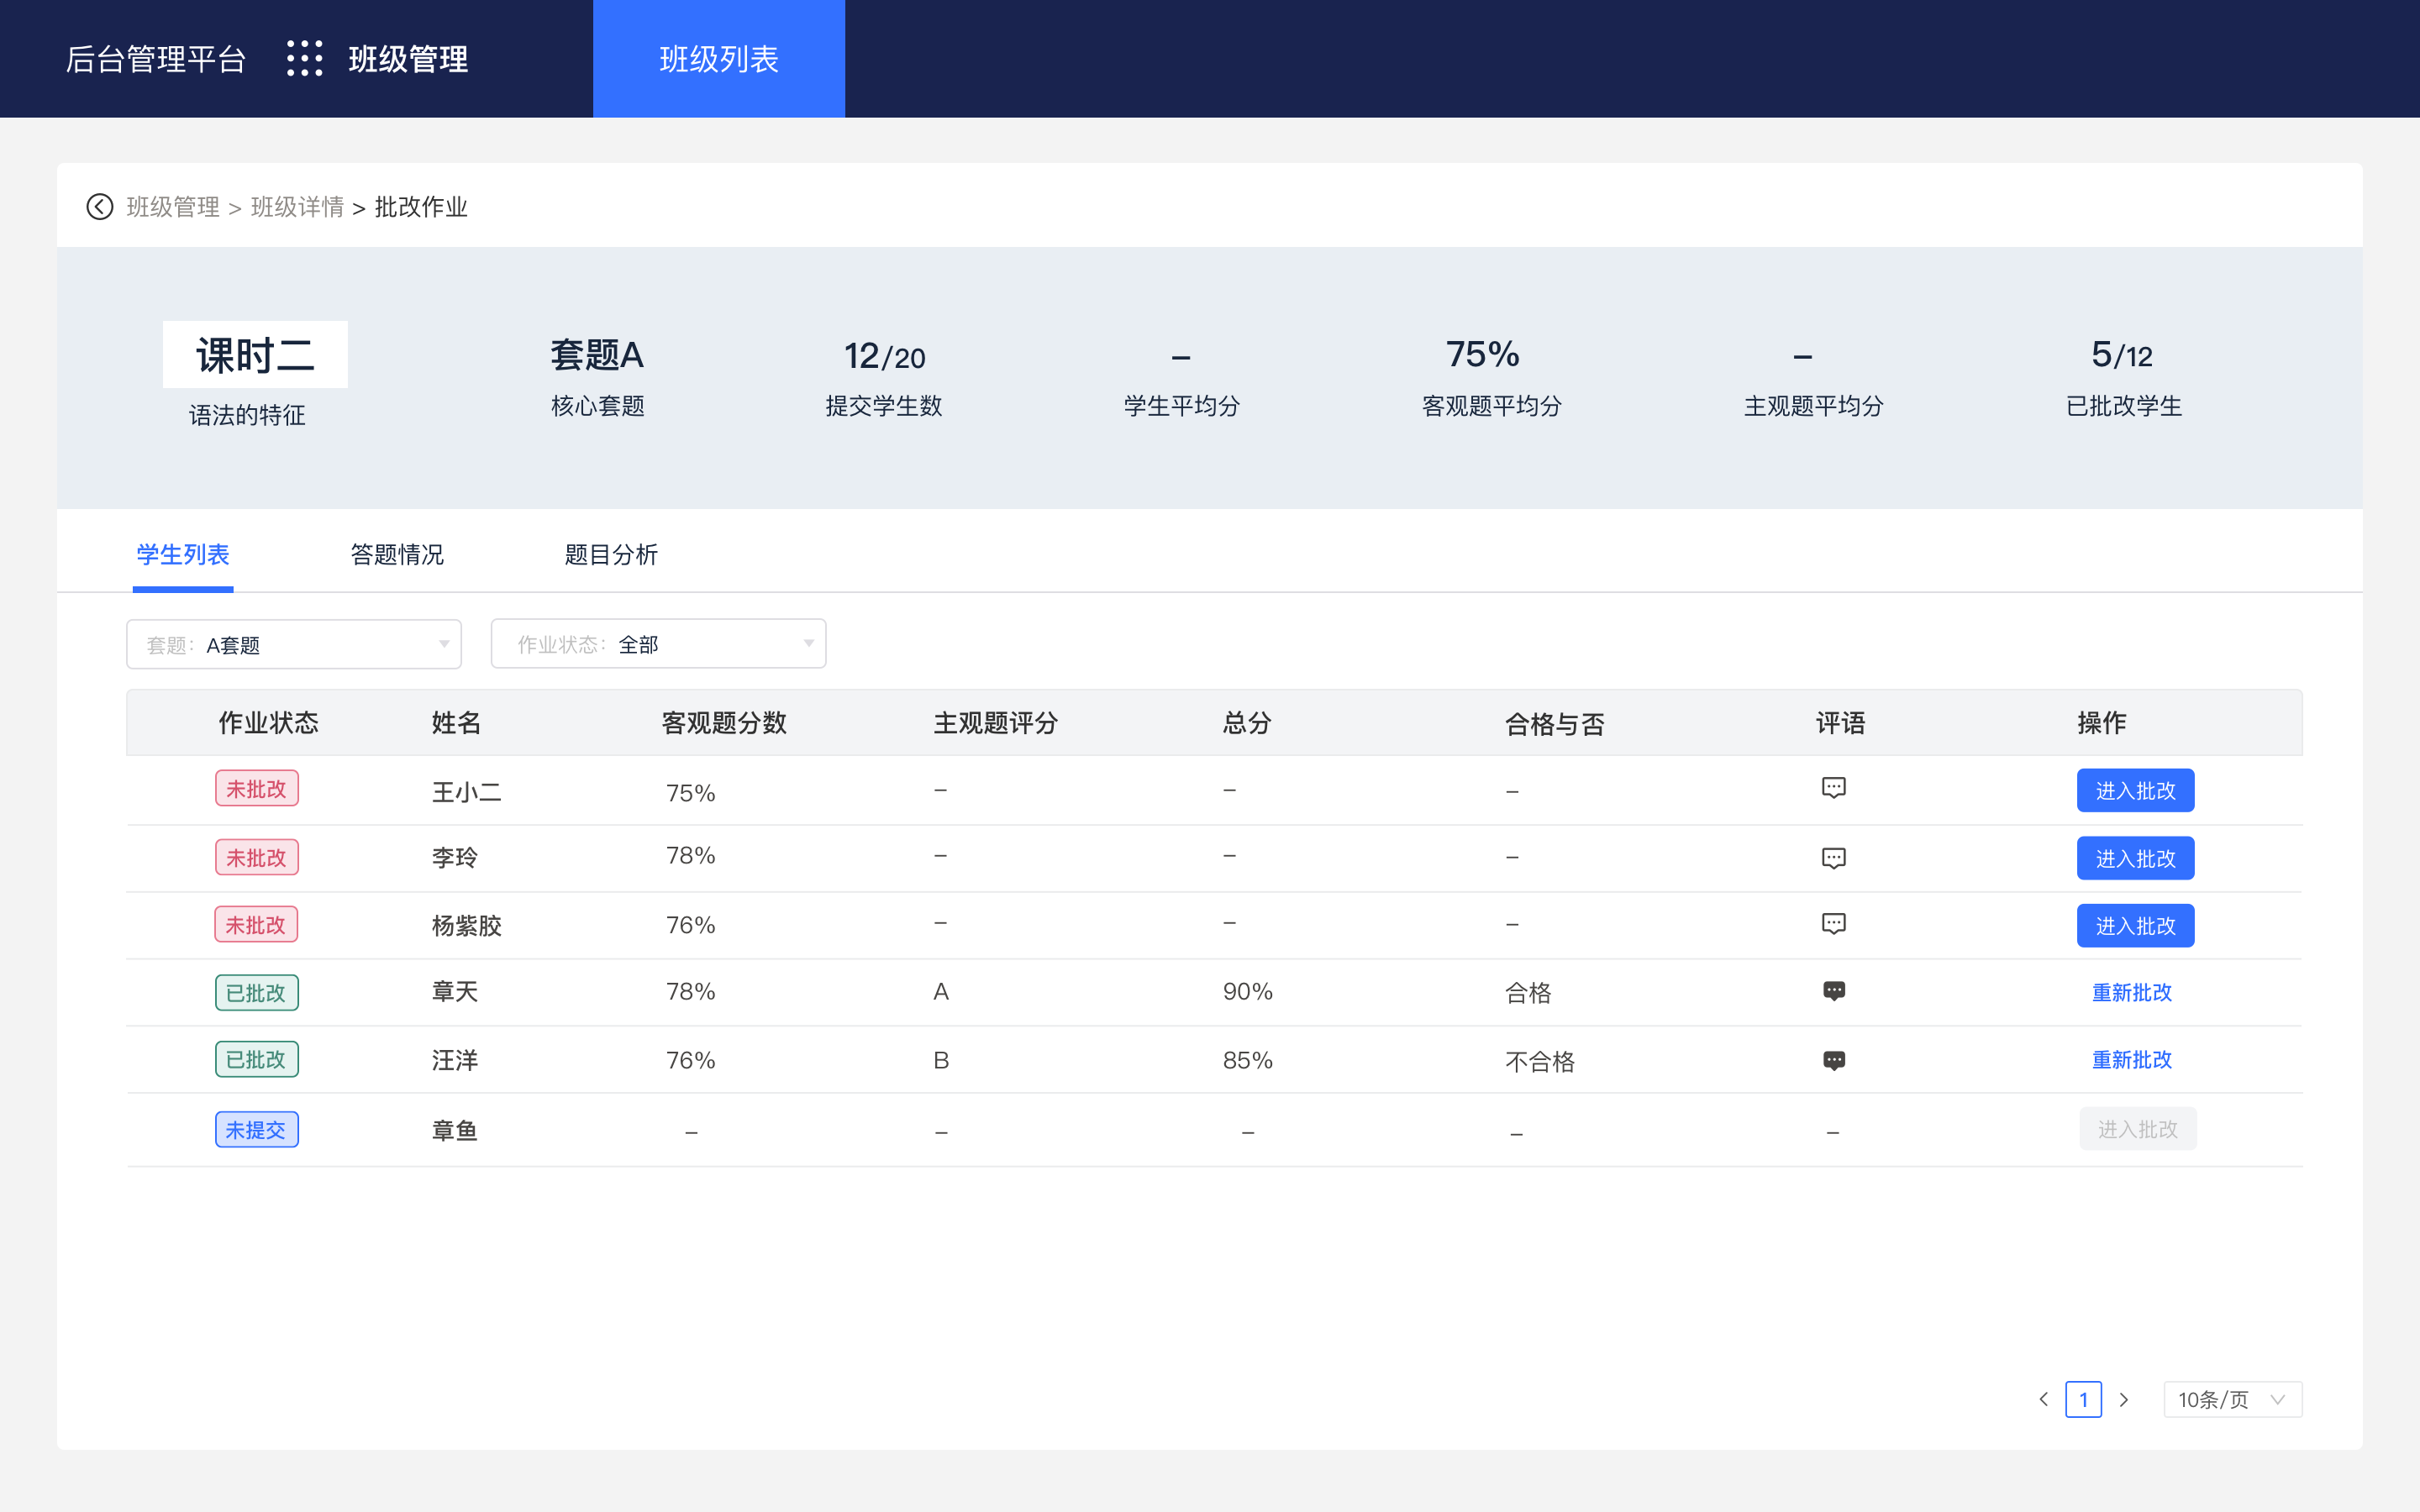 后台管理平台 班级管理 班级列表
班级管理 > 班级详情 > 批改作业
课时二 套题A 12/20 – 75% – 5/12
语法的特征 核心套题 提交学生数 学生平均分 客观题平均分 主观题平均分 已批改学生
学生列表 答题情况 题目分析
套题：A套题 作业状态：全部
作业状态 姓名 客观题分数 主观题评分 总分 合格与否 评语 操作
未批改 王小二 75% – – – 进入批改
未批改 李玲 78% – – – 进入批改
未批改 杨紫胶 76% – – – 进入批改
已批改 章天 78% A 90% 合格 重新批改
已批改 汪洋 76% B 85% 不合格 重新批改
未提交 章鱼 – – – – – 进入批改
1 10条/页